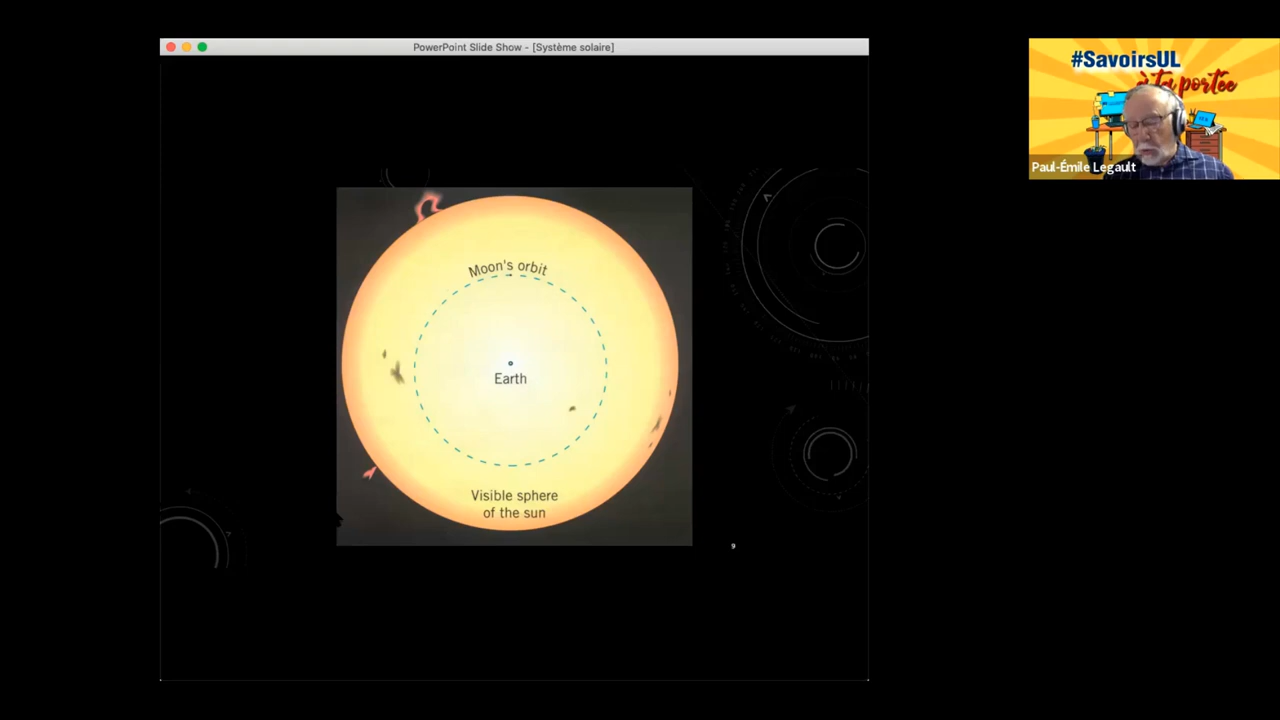 PowerPoint Slide Show - [Système solaire]
Moon's orbit
Earth
Visible sphere
of the sun
9
#SavoirsUL
à ta portée
Paul-Émile Legault